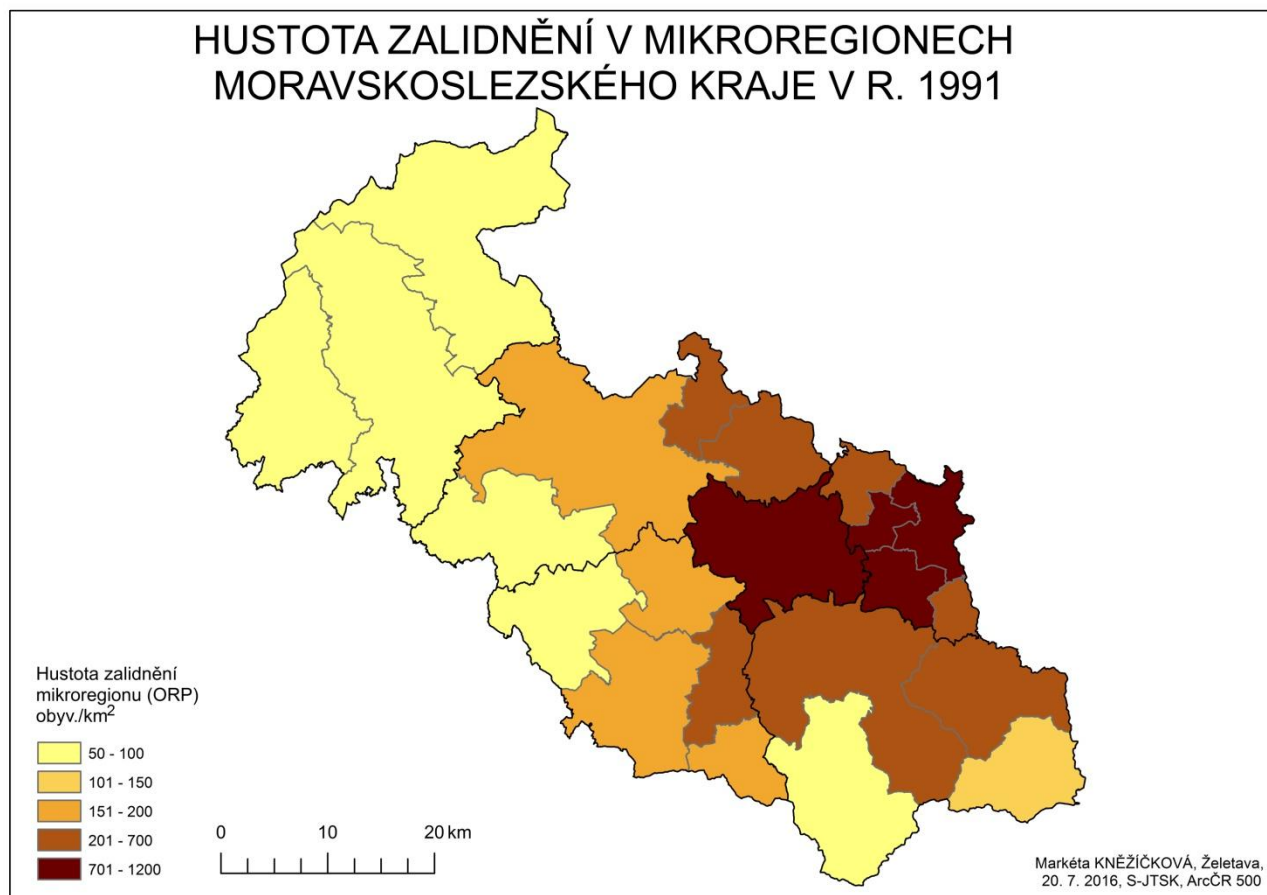 HUSTOTA ZALIDNĚNÍ V MIKROREGIONECH
MORAVSKOSLEZSKÉHO KRAJE V R. 1991
Hustota zalidnění
mikroregionu (ORP)
obyv./km²
50 - 100
101 - 150
151 - 200
201 - 700
701 - 1200
0 10 20 km
Markéta KNĚŽÍČKOVÁ, Želetava,
20. 7. 2016, S-JTSK, ArcČR 500